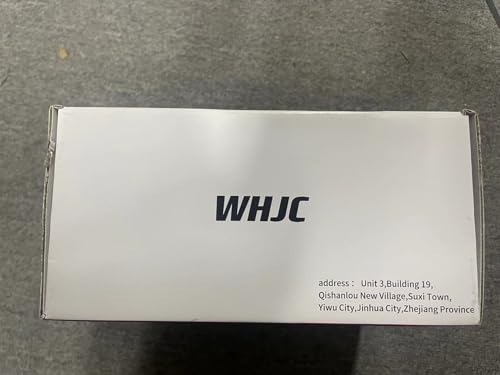 WHJC
address： Unit 3,Building 19,
Qishanlou New Village,Suxi Town,
Yiwu City,Jinhua City,Zhejiang Province